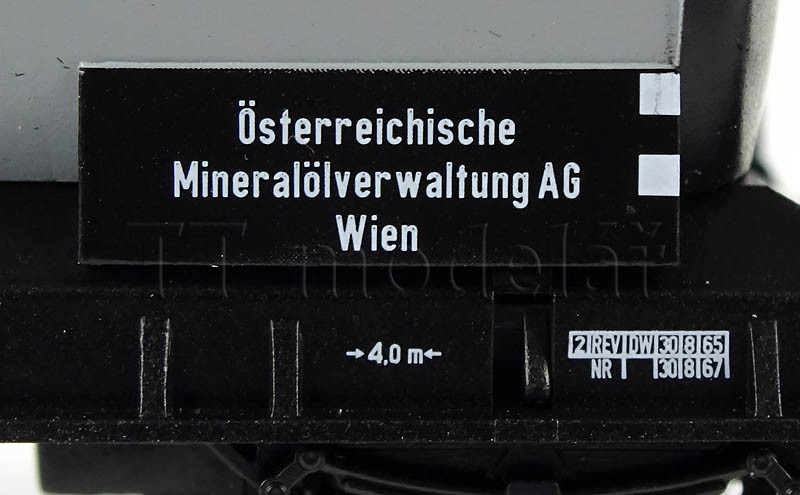 Österreichische
Mineralölverwaltung AG
Wien
TT modelář
→4,0 m←
2 REV DW 30 8 65
NR 30 8 67